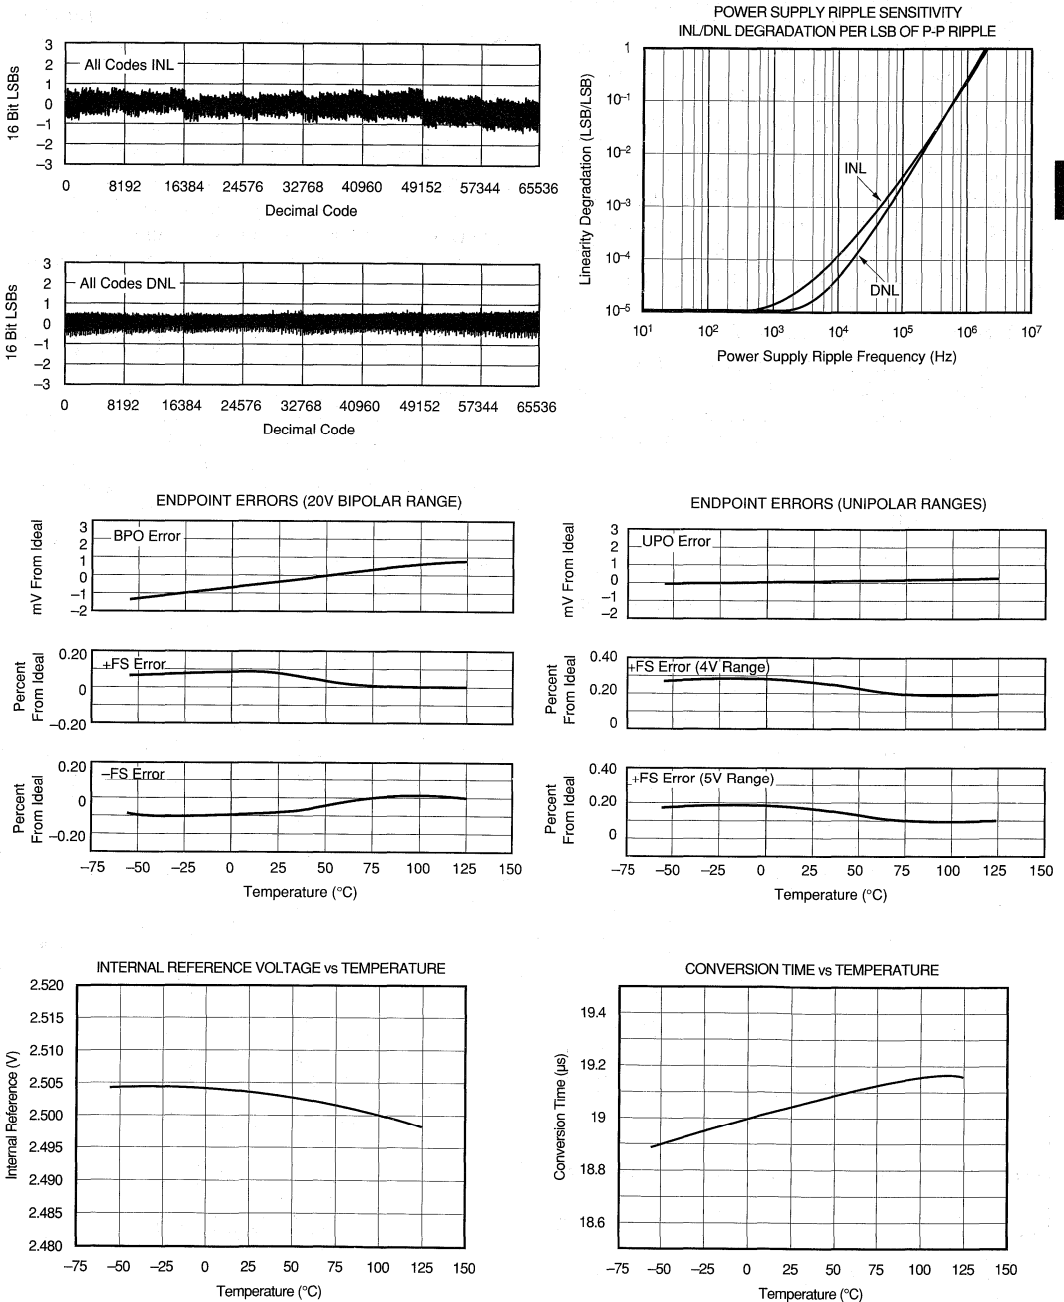 3
2
1
0
−1
−2
−3
16 Bit LSBs
All Codes INL
0 8192 16384 24576 32768 40960 49152 57344 65536
Decimal Code
3
2
1
0
−1
−2
−3
16 Bit LSBs
All Codes DNL
0 8192 16384 24576 32768 40960 49152 57344 65536
Decimal Code
POWER SUPPLY RIPPLE SENSITIVITY
INL/DNL DEGRADATION PER LSB OF P-P RIPPLE
Linearity Degradation (LSB/LSB)
1
10⁻¹
10⁻²
10⁻³
10⁻⁴
10⁻⁵
INL
DNL
10¹ 10² 10³ 10⁴ 10⁵ 10⁶ 10⁷
Power Supply Ripple Frequency (Hz)
ENDPOINT ERRORS (20V BIPOLAR RANGE)
mV From Ideal
3
2
1
0
−1
−2
BPO Error
Percent
From Ideal
0.20
0
−0.20
+FS Error
Percent
From Ideal
0.20
0
−0.20
−FS Error
−75 −50 −25 0 25 50 75 100 125 150
Temperature (°C)
ENDPOINT ERRORS (UNIPOLAR RANGES)
mV From Ideal
3
2
1
0
−1
−2
UPO Error
Percent
From Ideal
0.40
0.20
0
+FS Error (4V Range)
Percent
From Ideal
0.40
0.20
0
+FS Error (5V Range)
−75 −50 −25 0 25 50 75 100 125 150
Temperature (°C)
INTERNAL REFERENCE VOLTAGE vs TEMPERATURE
Internal Reference (V)
2.520
2.515
2.510
2.505
2.500
2.495
2.490
2.485
2.480
−75 −50 −25 0 25 50 75 100 125 150
Temperature (°C)
CONVERSION TIME vs TEMPERATURE
Conversion Time (µs)
19.4
19.2
19
18.8
18.6
−75 −50 −25 0 25 50 75 100 125 150
Temperature (°C)